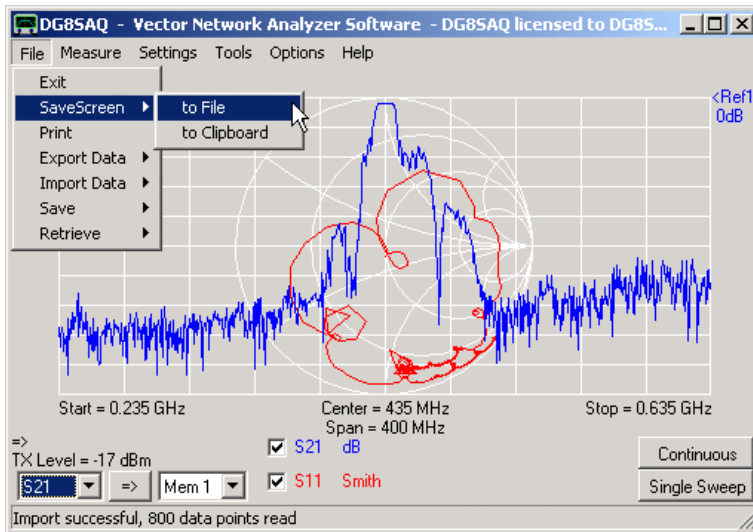 DG8SAQ - Vector Network Analyzer Software - DG8SAQ licensed to DG8S...
File Measure Settings Tools Options Help
Exit
SaveScreen
to File
to Clipboard
Print
Export Data
Import Data
Save
Retrieve
<Ref1
0dB
Start = 0.235 GHz Center = 435 MHz Stop = 0.635 GHz
Span = 400 MHz
=>
TX Level = -17 dBm
S21 dB
Continuous
S21 => Mem 1
S11 Smith
Single Sweep
Import successful, 800 data points read